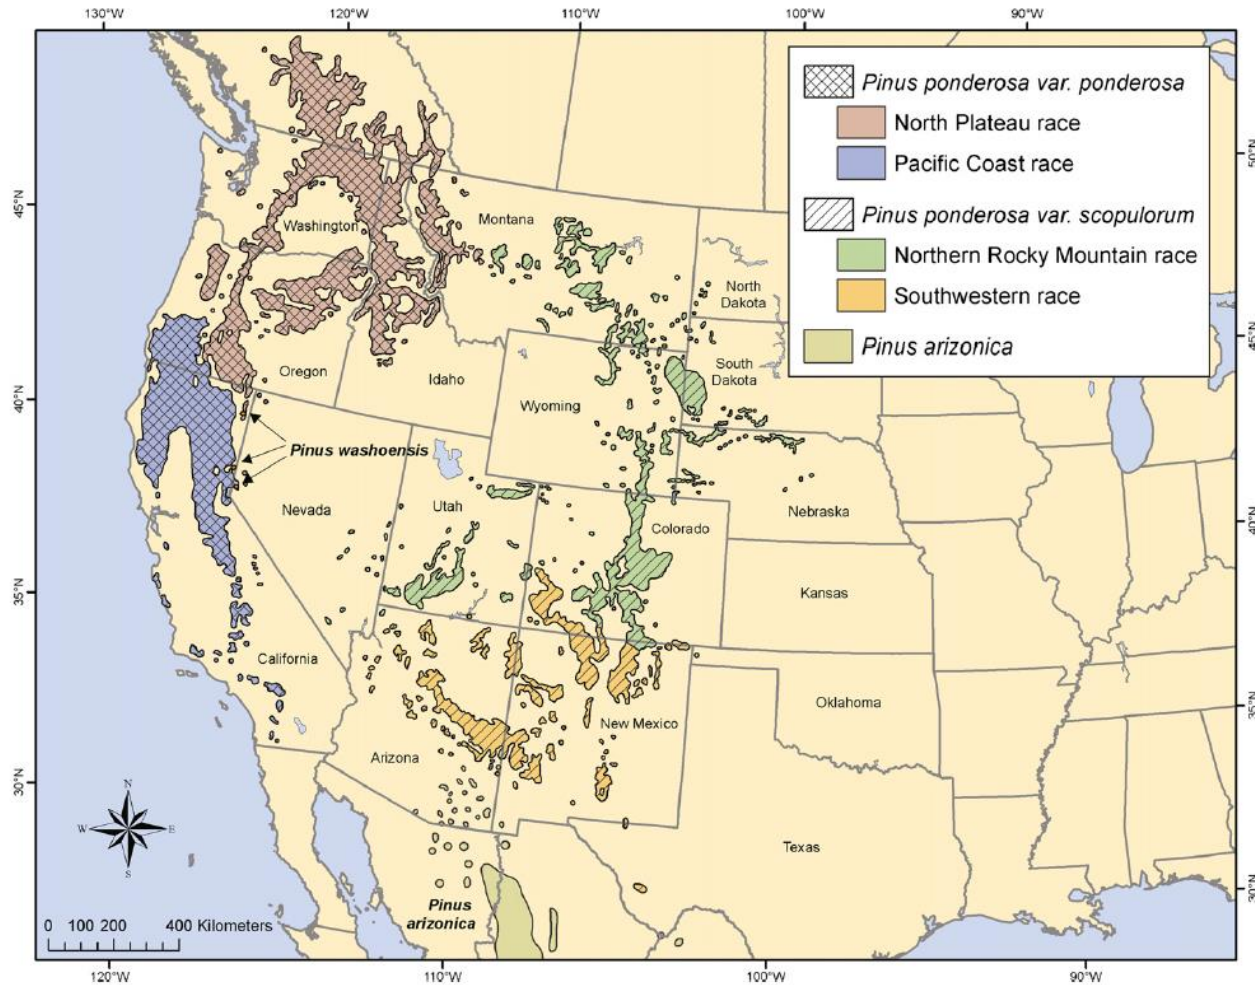 130°W 120°W 110°W 100°W 90°W
Pinus ponderosa var. ponderosa
North Plateau race
Pacific Coast race
Pinus ponderosa var. scopulorum
Northern Rocky Mountain race
Southwestern race
Pinus arizonica
50°N
45°N
45°N
40°N
40°N
35°N
35°N
30°N
30°N
Washington
Montana
North
Dakota
Oregon
Idaho
South
Dakota
Wyoming
Pinus washoensis
Nevada
Utah
Colorado
Nebraska
Kansas
California
Arizona
New Mexico
Oklahoma
Texas
Pinus
arizonica
N
W E
S
0 100 200 400 Kilometers
120°W 110°W 100°W 90°W